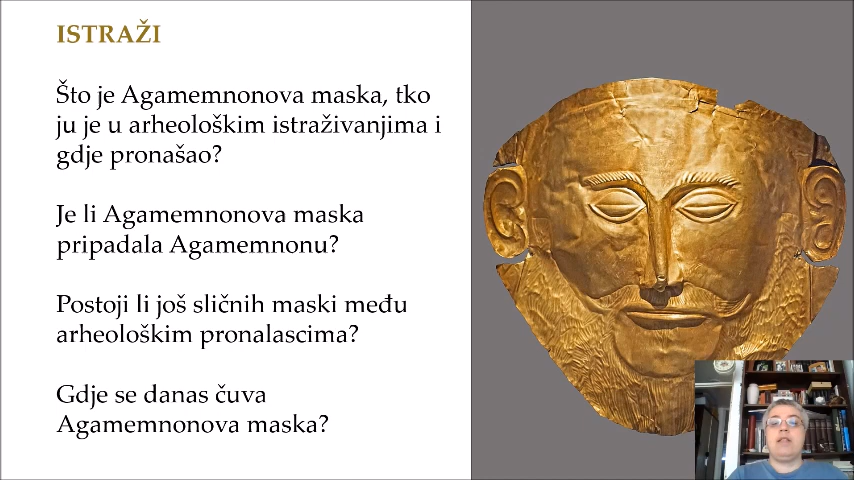 ISTRAŽI
Što je Agamemnonova maska, tko
ju je u arheološkim istraživanjima i
gdje pronašao?
Je li Agamemnonova maska
pripadala Agamemnonu?
Postoji li još sličnih maski među
arheološkim pronalascima?
Gdje se danas čuva
Agamemnonova maska?